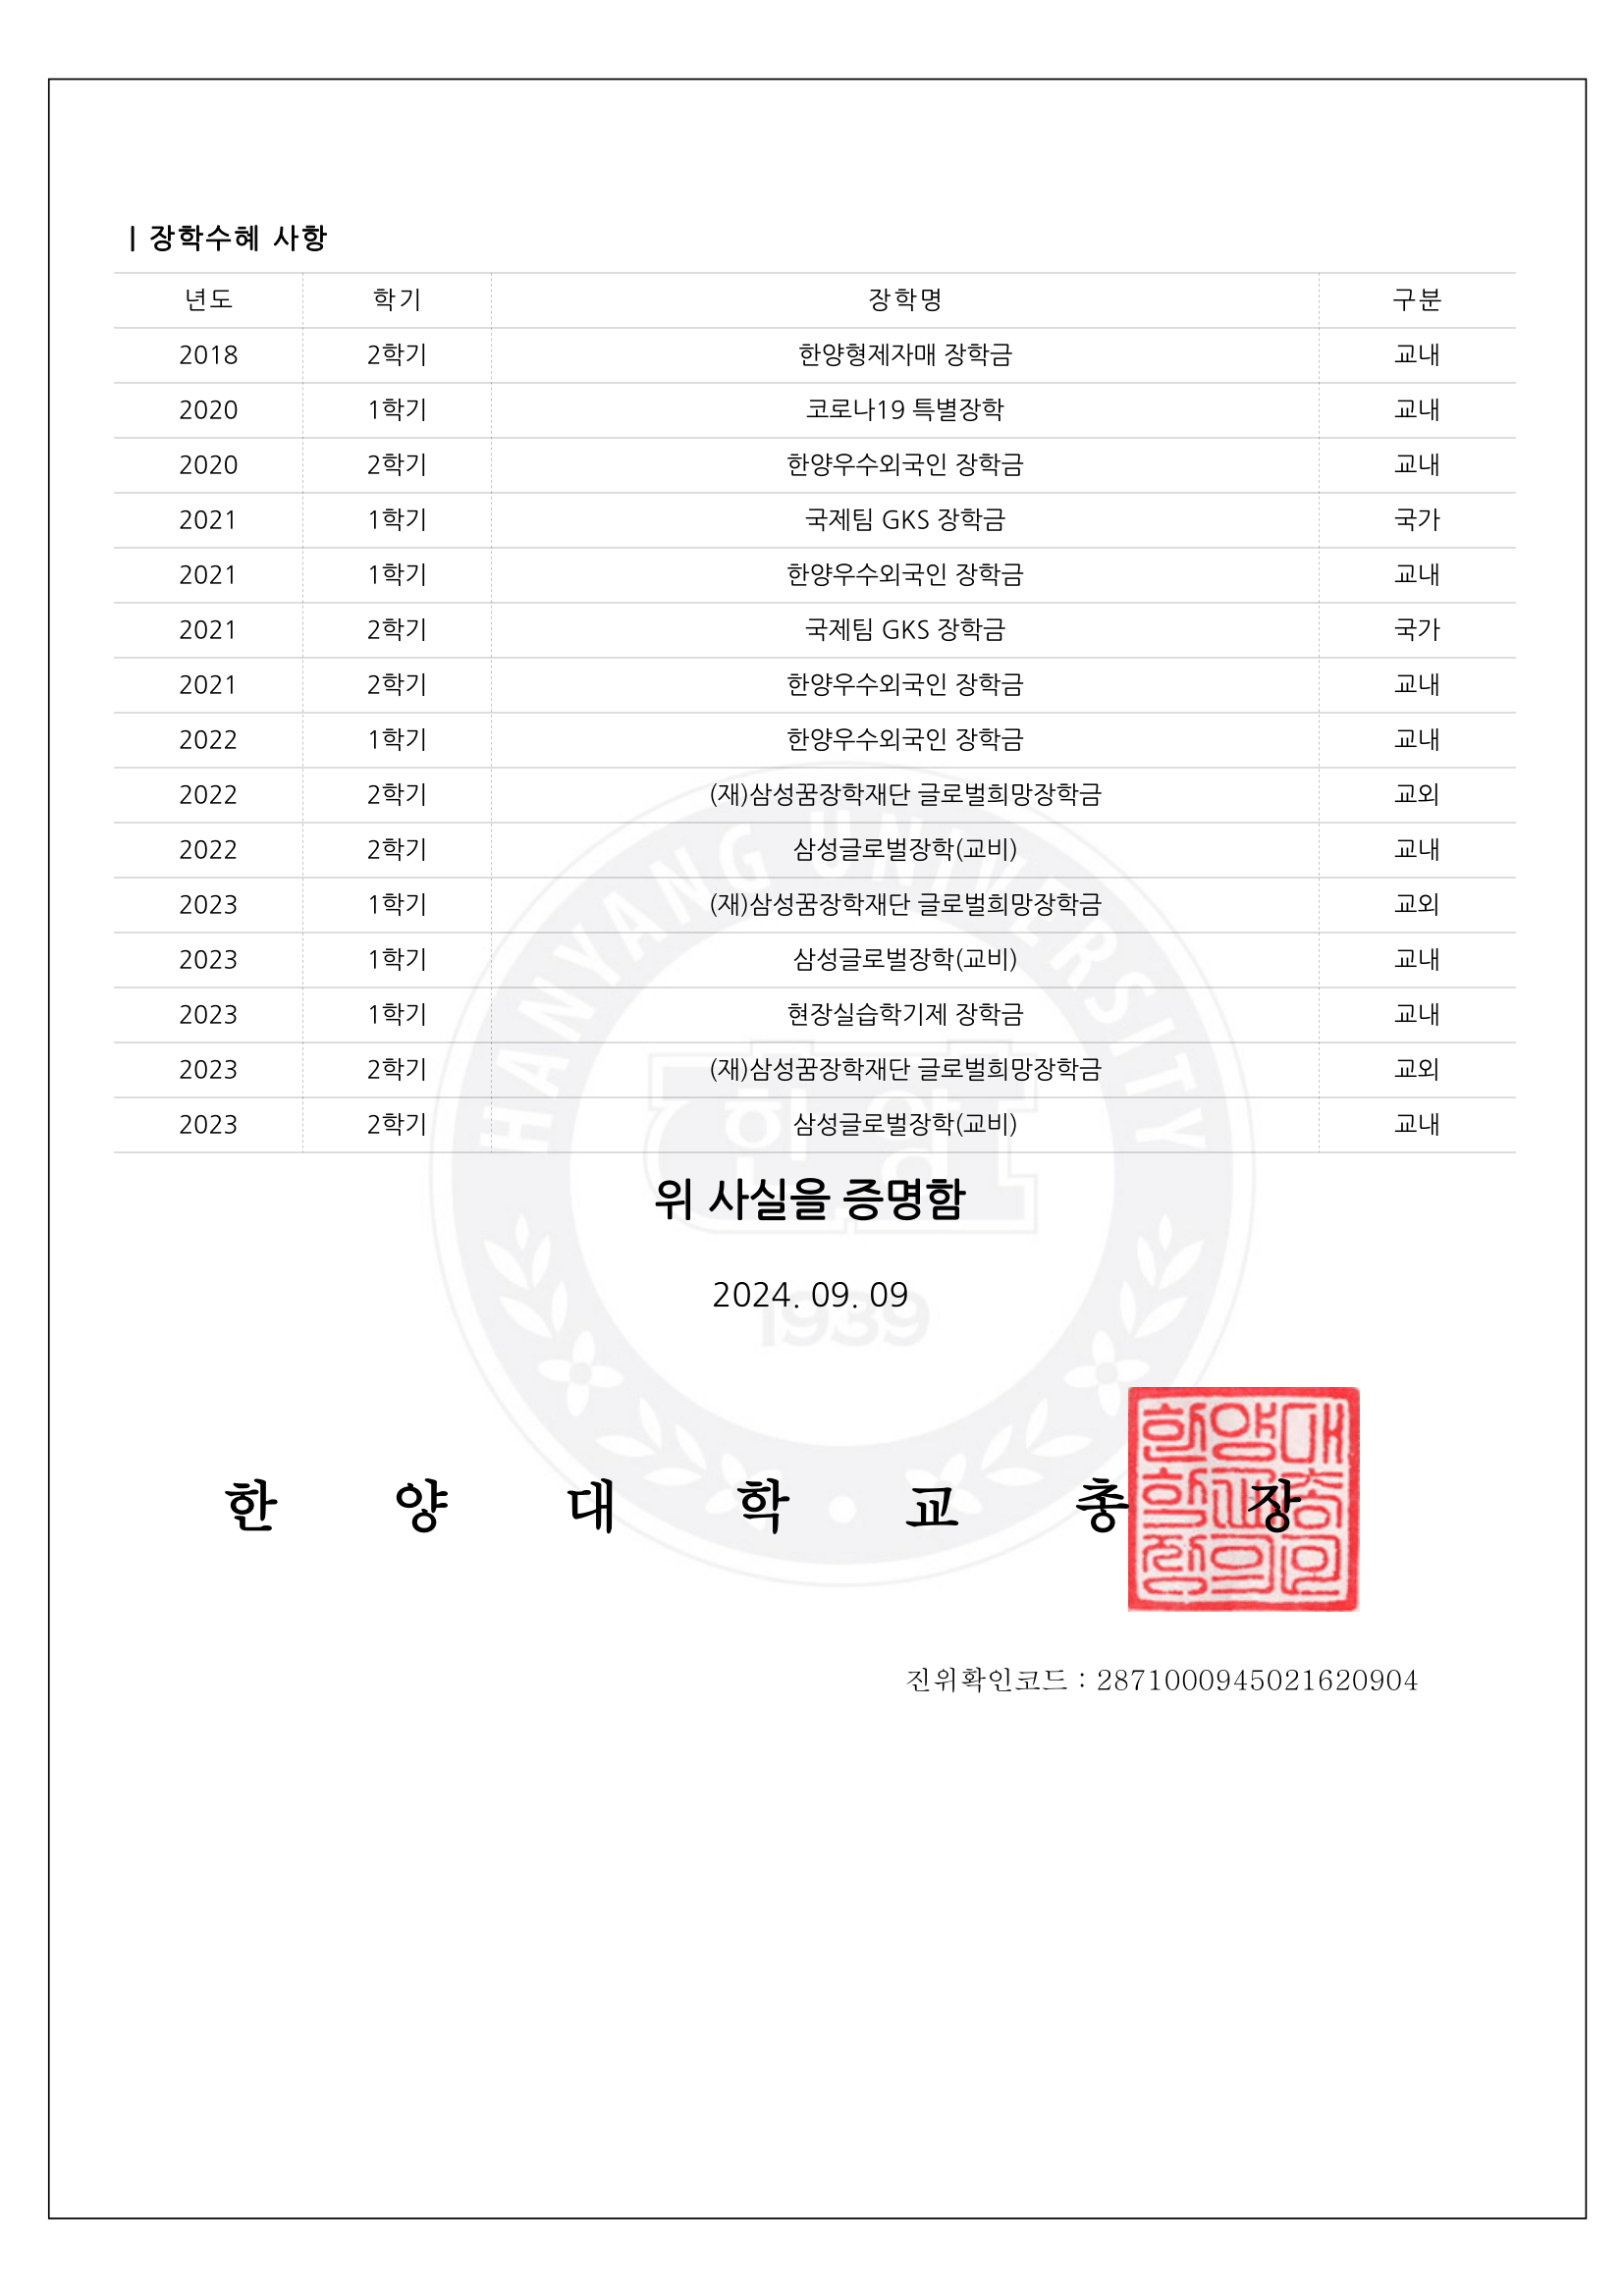 | 장학수혜 사항
년도 학기 장학명 구분
2018 2학기 한양형제자매 장학금 교내
2020 1학기 코로나19 특별장학 교내
2020 2학기 한양우수외국인 장학금 교내
2021 1학기 국제팀 GKS 장학금 국가
2021 1학기 한양우수외국인 장학금 교내
2021 2학기 국제팀 GKS 장학금 국가
2021 2학기 한양우수외국인 장학금 교내
2022 1학기 한양우수외국인 장학금 교내
2022 2학기 (재)삼성꿈장학재단 글로벌희망장학금 교외
2022 2학기 삼성글로벌장학(교비) 교내
2023 1학기 (재)삼성꿈장학재단 글로벌희망장학금 교외
2023 1학기 삼성글로벌장학(교비) 교내
2023 1학기 현장실습학기제 장학금 교내
2023 2학기 (재)삼성꿈장학재단 글로벌희망장학금 교외
2023 2학기 삼성글로벌장학(교비) 교내
HANYANG UNIVERSITY
한양
위 사실을 증명함
2024. 09. 09
1939
한 양 대 학 교 총 장
한양대
학교총
장의인
진위확인코드 : 2871000945021620904